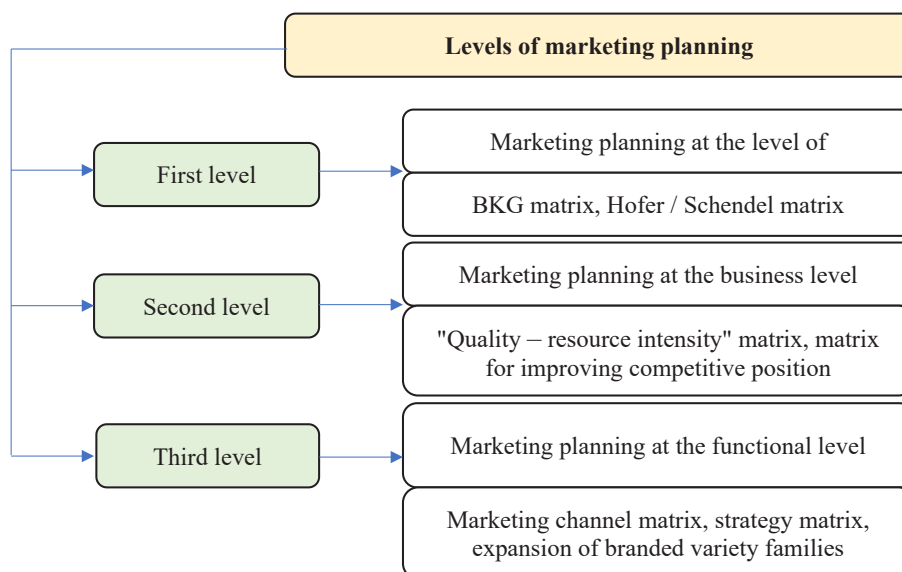 Levels of marketing planning
First level
Marketing planning at the level of
BKG matrix, Hofer / Schendel matrix
Second level
Marketing planning at the business level
"Quality – resource intensity" matrix, matrix
for improving competitive position
Third level
Marketing planning at the functional level
Marketing channel matrix, strategy matrix,
expansion of branded variety families